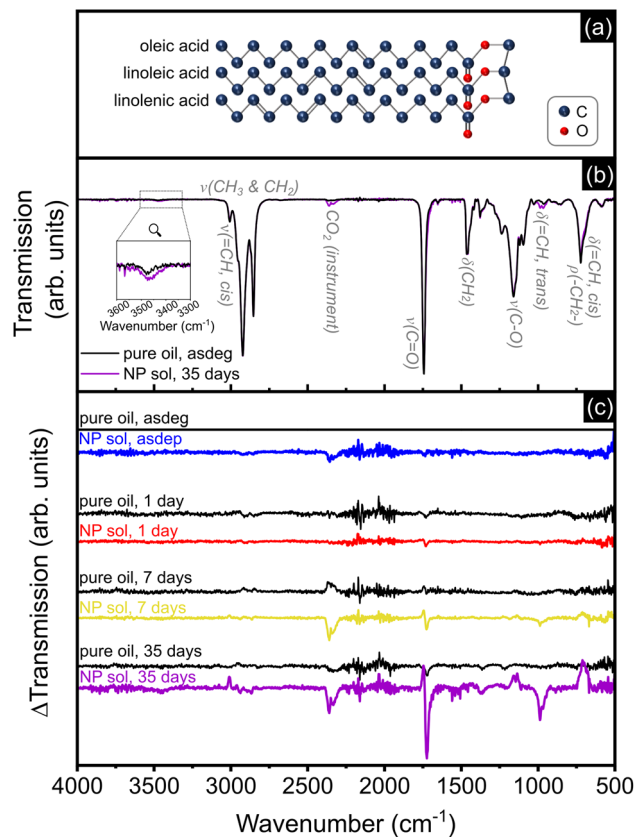 (a)
oleic acid
linoleic acid
linolenic acid
C
O
(b)
Transmission
(arb. units)
ν(CH3 & CH2)
ν(=CH, cis)
CO2 (instrument)
ν(C=O)
δ(CH2)
ν(C-O)
δ(=CH, trans)
ρ(-CH2-)
δ(=CH, cis)
3600 3500 3400 3300
Wavenumber (cm-1)
pure oil, asdeg
NP sol, 35 days
(c)
ΔTransmission (arb. units)
pure oil, asdeg
NP sol, asdep
pure oil, 1 day
NP sol, 1 day
pure oil, 7 days
NP sol, 7 days
pure oil, 35 days
NP sol, 35 days
4000 3500 3000 2500 2000 1500 1000 500
Wavenumber (cm-1)